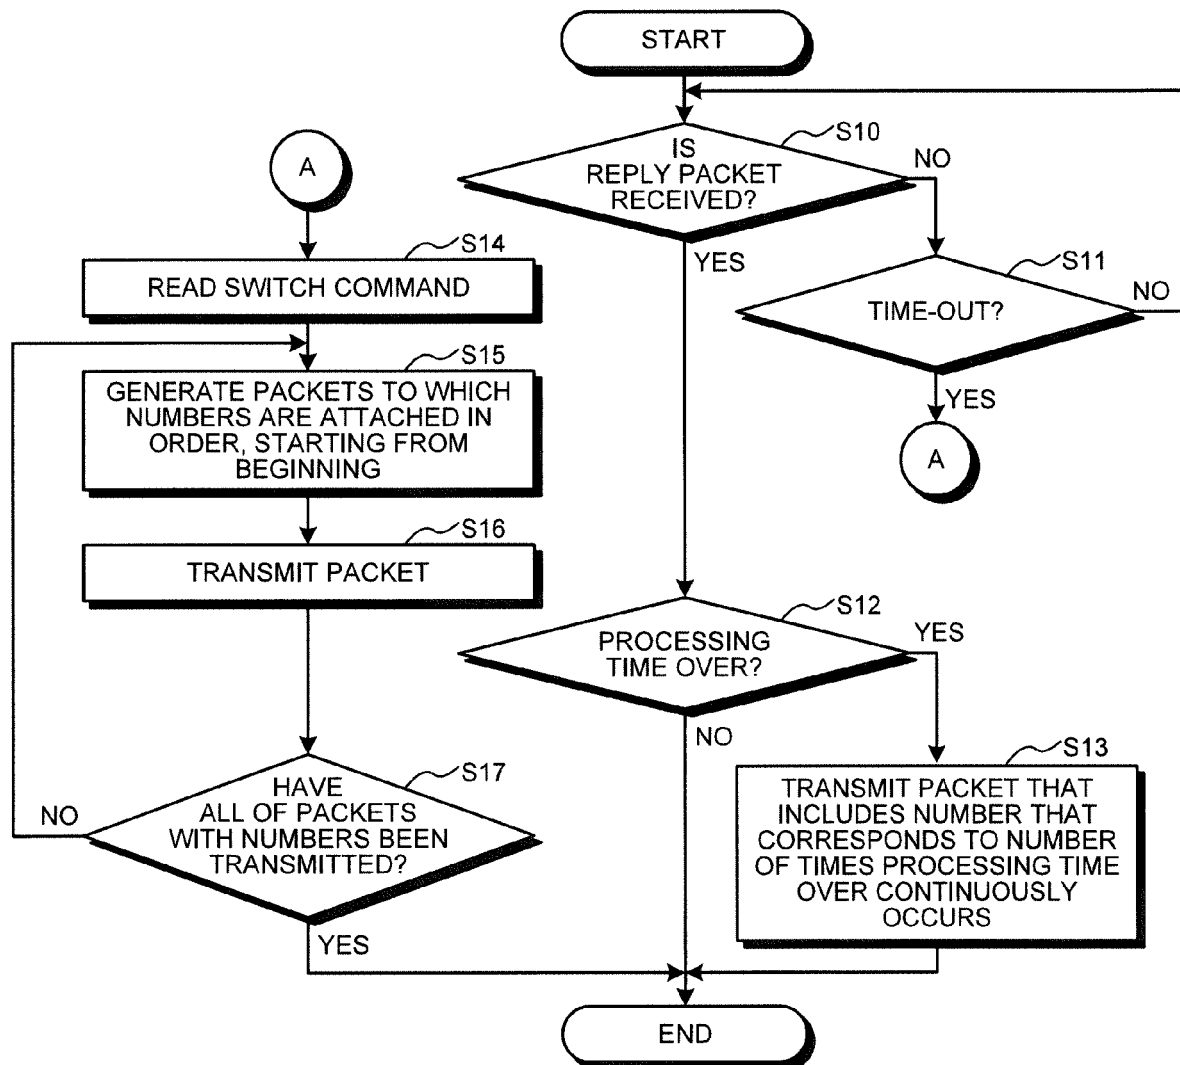 START
S10
IS
REPLY PACKET
RECEIVED?
NO
YES
S11
TIME-OUT?
NO
YES
A
S12
PROCESSING
TIME OVER?
YES
NO
S13
TRANSMIT PACKET THAT
INCLUDES NUMBER THAT
CORRESPONDS TO NUMBER
OF TIMES PROCESSING TIME
OVER CONTINUOUSLY
OCCURS
A
S14
READ SWITCH COMMAND
S15
GENERATE PACKETS TO WHICH
NUMBERS ARE ATTACHED IN
ORDER, STARTING FROM
BEGINNING
S16
TRANSMIT PACKET
S17
HAVE
ALL OF PACKETS
WITH NUMBERS BEEN
TRANSMITTED?
NO
YES
END